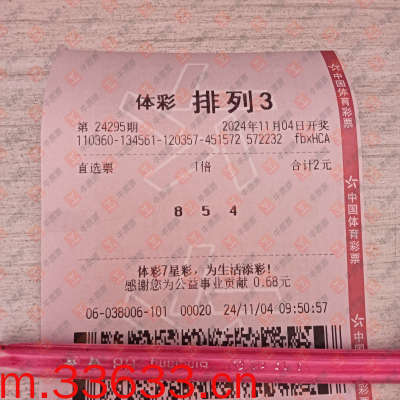 体彩 排列3
第 24295期 2024年11月04日开奖
110360-134561-120357-451572 572232 fbxHCA
直选票 1倍 合计2元
8 5 4
体彩7星彩，为生活添彩！
感谢您为公益事业贡献 0.68元
06-038006-101 00020 24/11/04 09:50:57
中国体育彩票
中国体育彩票
m.33633.cn